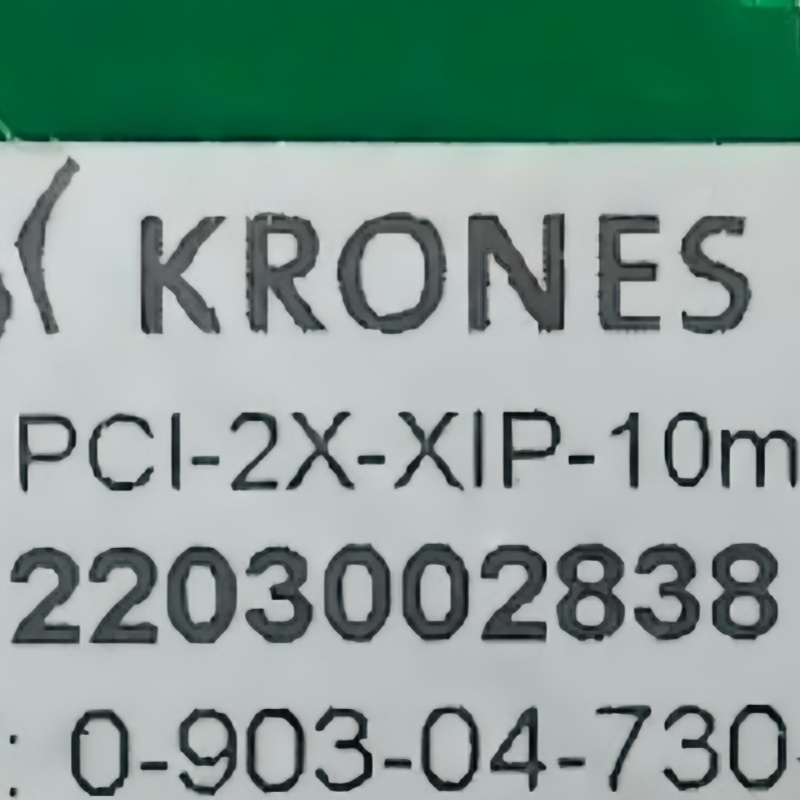 KRONES
PCI-2X-XIP-10m
2203002838
: 0-903-04-730-